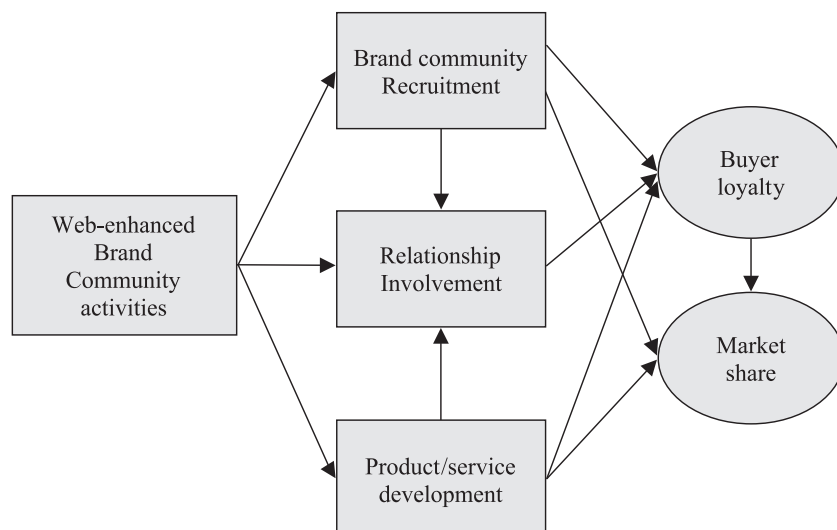 Brand community
Recruitment
Buyer
loyalty
Web-enhanced
Brand
Community
activities
Relationship
Involvement
Market
share
Product/service
development